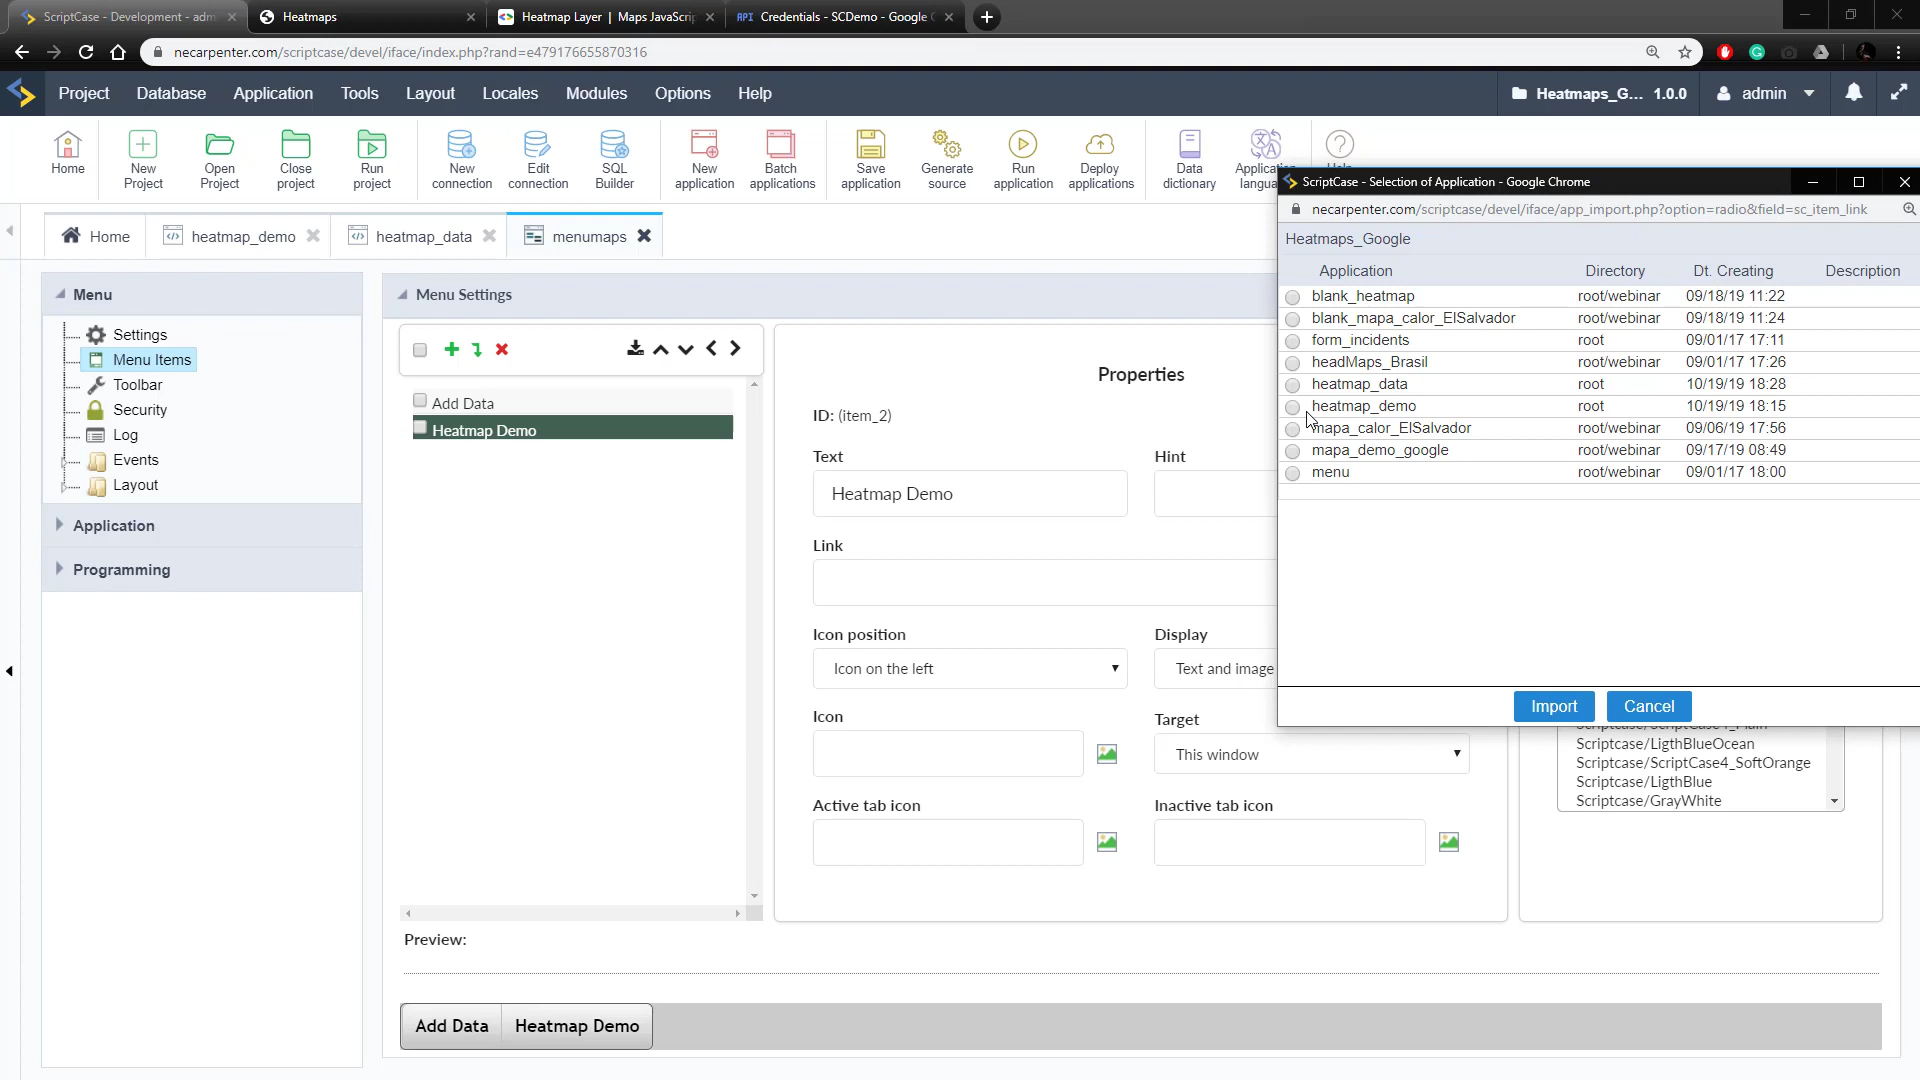 ScriptCase - Development - adm
Heatmaps
Heatmap Layer | Maps JavaScrip
API Credentials - SCDemo - Google C
necarpenter.com/scriptcase/devel/iface/index.php?rand=e479176655870316
Project
Database
Application
Tools
Layout
Locales
Modules
Options
Help
Heatmaps_G... 1.0.0
admin
Home
New Project
Open Project
Close project
Run project
New connection
Edit connection
SQL Builder
New application
Batch applications
Save application
Generate source
Run application
Deploy applications
Data dictionary
Application
Help
Home
heatmap_demo
heatmap_data
menumaps
Menu
Settings
Menu Items
Toolbar
Security
Log
Events
Layout
Application
Programming
Menu Settings
Add Data
Heatmap Demo
Properties
ID: (item_2)
Text
Hint
Heatmap Demo
Link
Icon position
Display
Icon on the left
Text and image
Icon
Target
This window
Active tab icon
Inactive tab icon
Preview:
Add Data
Heatmap Demo
ScriptCase - Selection of Application - Google Chrome
necarpenter.com/scriptcase/devel/iface/app_import.php?option=radio&field=sc_item_link
Heatmaps_Google
Application Directory Dt. Creating Description
blank_heatmap root/webinar 09/18/19 11:22
blank_mapa_calor_ElSalvador root/webinar 09/18/19 11:24
form_incidents root 09/01/17 17:11
headMaps_Brasil root/webinar 09/01/17 17:26
heatmap_data root 10/19/19 18:28
heatmap_demo root 10/19/19 18:15
mapa_calor_ElSalvador root/webinar 09/06/19 17:56
mapa_demo_google root/webinar 09/17/19 08:49
menu root/webinar 09/01/17 18:00
Import
Cancel
Scriptcase/LigthBlueOcean
Scriptcase/ScriptCase4_SoftOrange
Scriptcase/LigthBlue
Scriptcase/GrayWhite